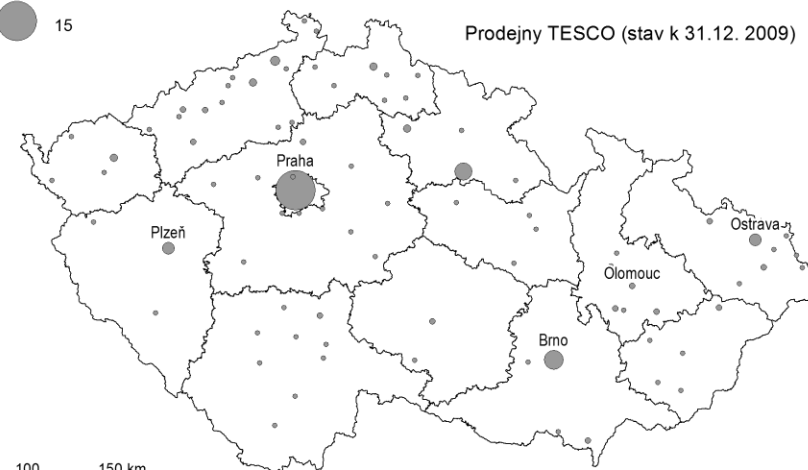 15
Prodejny TESCO (stav k 31.12. 2009)
Praha
Plzeň
Ostrava
Olomouc
Brno
100 150 km